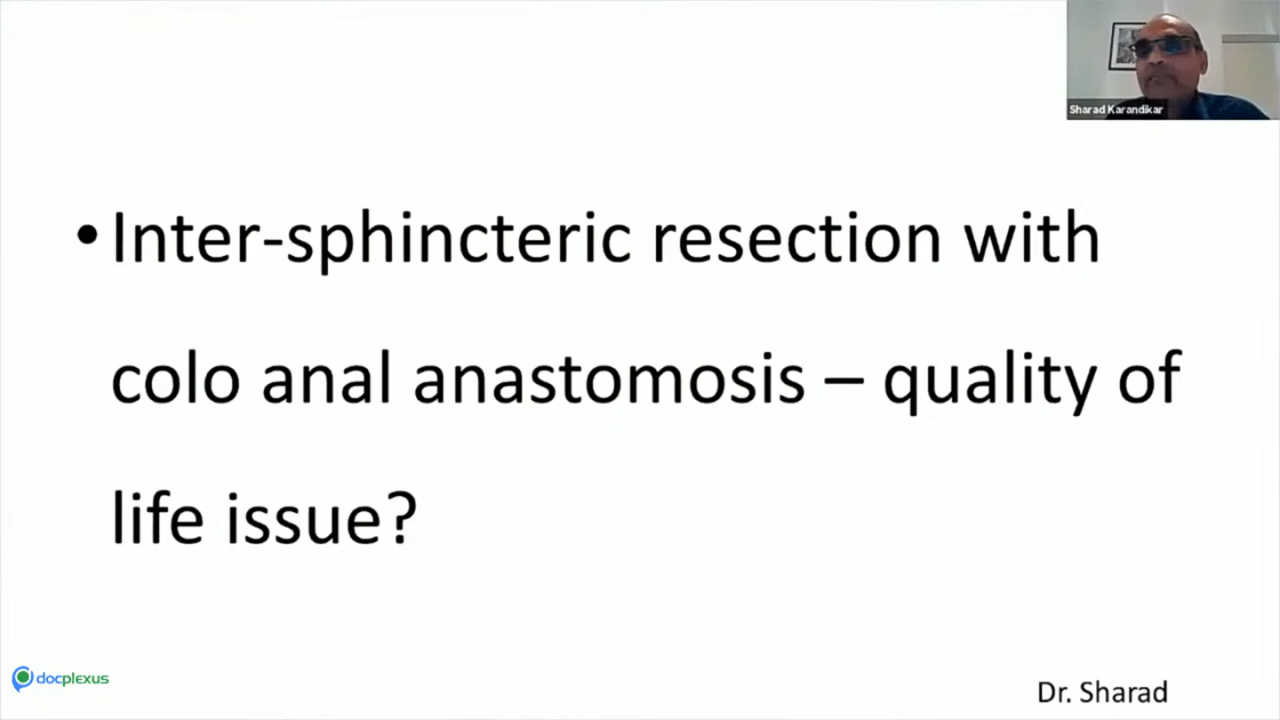 Sharad Karandikar
• Inter-sphincteric resection with
colo anal anastomosis – quality of
life issue?
docplexus
Dr. Sharad